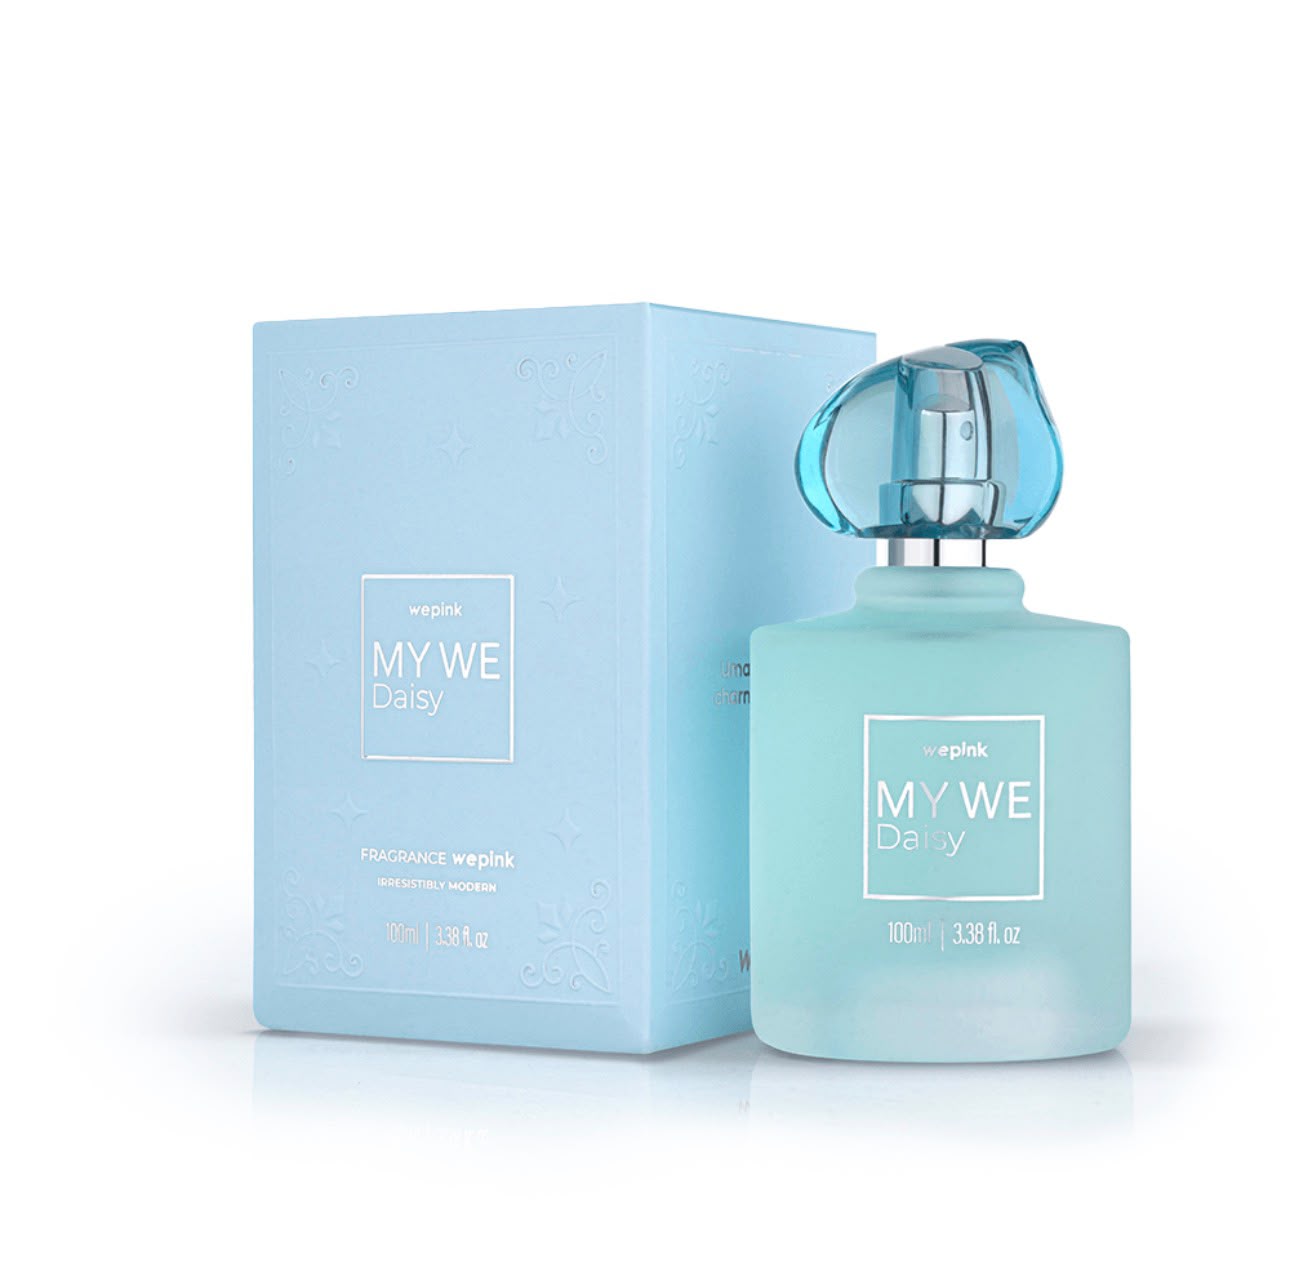 wepink
MY WE
Daisy
FRAGRANCE wepink
IRRESISTIBLY MODERN
100ml | 3.38 fl. oz
wepink
MY WE
Daisy
100ml | 3.38 fl. oz